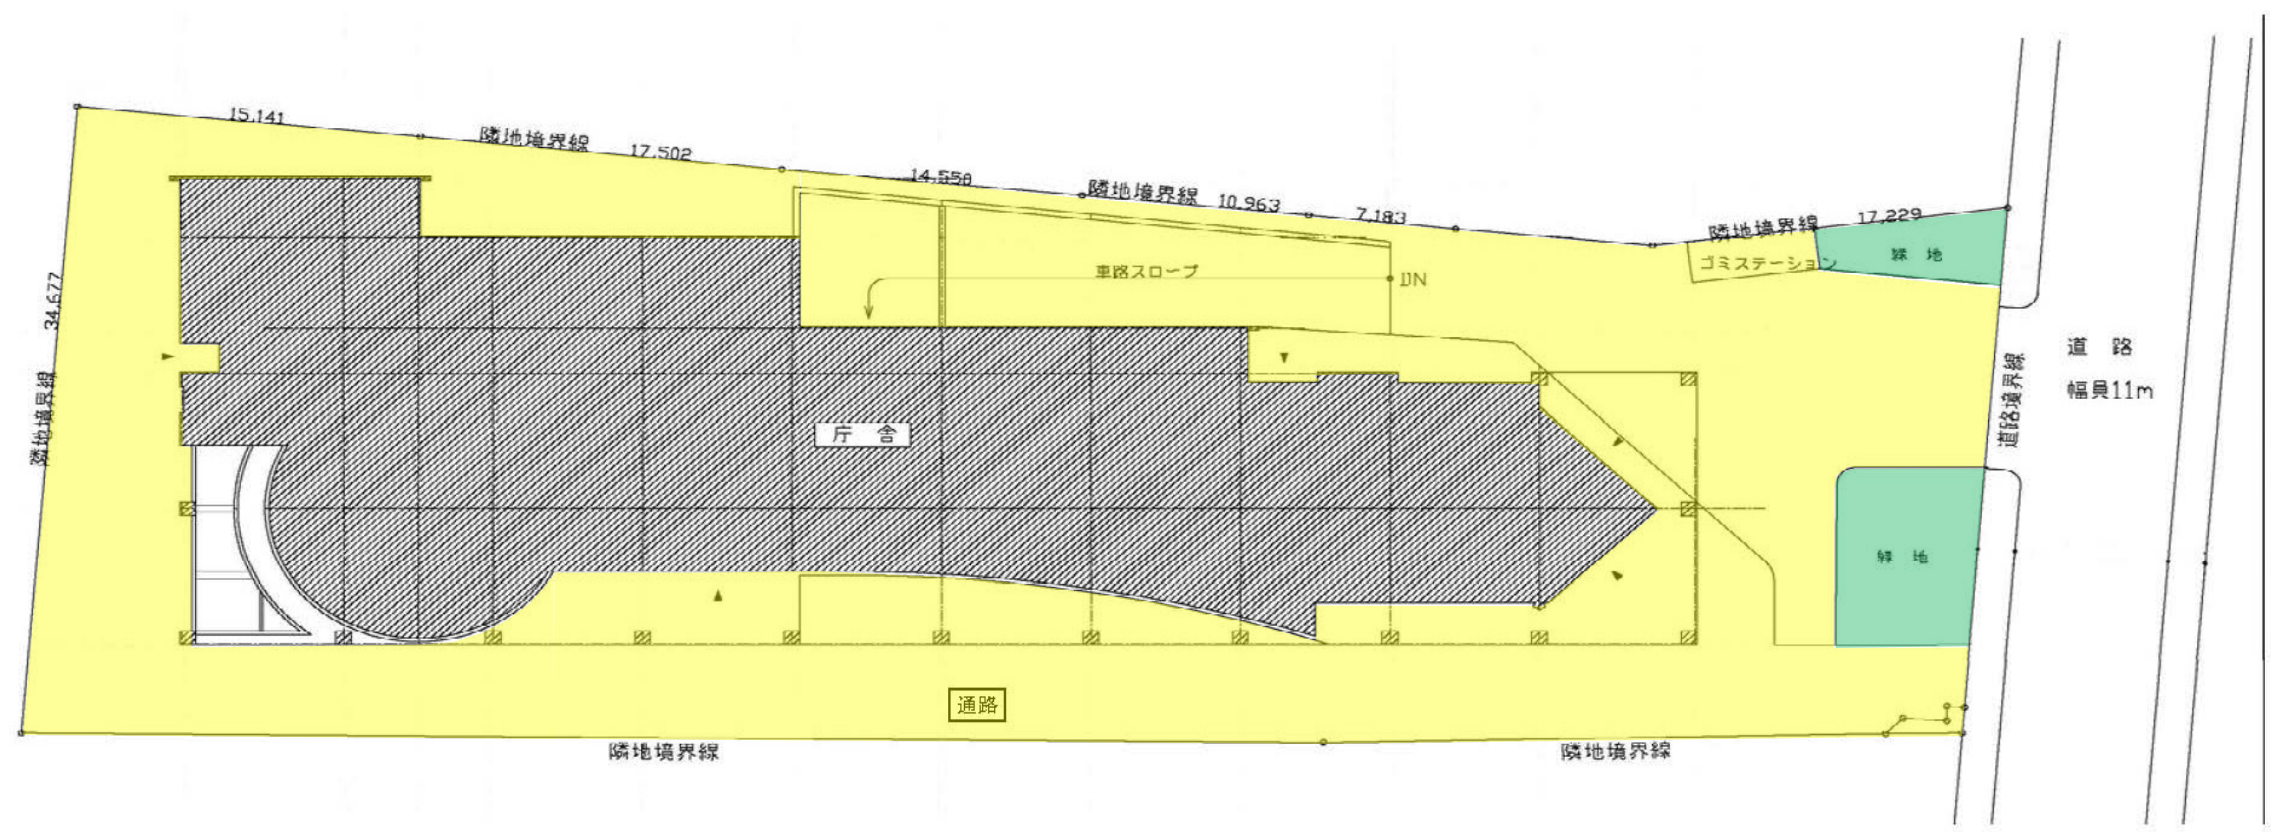 15,141
隣地境界線
17,502
14,550
隣地境界線
10,963
7,183
隣地境界線
17,229
緑 地
ゴミステーション
車路スロープ
DN
34,677
隣地境界線
道 路
幅員11m
道路境界線
庁 舎
緑 地
通路
隣地境界線
隣地境界線